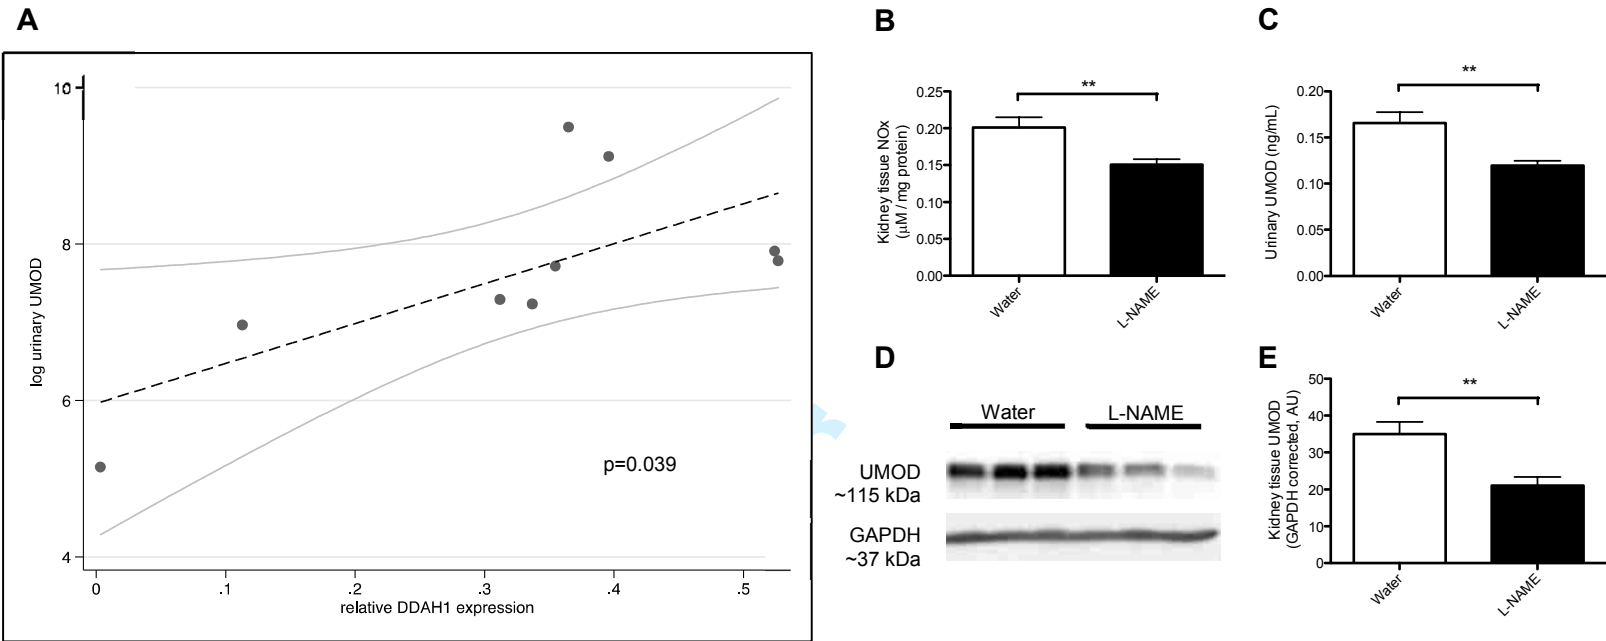 A
10
8
6
4
log urinary UMOD
0 .1 .2 .3 .4 .5
relative DDAH1 expression
p=0.039
B
**
0.25
0.20
0.15
0.10
0.05
0.00
Kidney tissue NOx
(µM / mg protein)
Water L-NAME
C
**
0.20
0.15
0.10
0.05
0.00
Urinary UMOD (ng/mL)
Water L-NAME
D
Water L-NAME
UMOD
~115 kDa
GAPDH
~37 kDa
E
**
50
40
30
20
10
0
Kidney tissue UMOD
(GAPDH corrected, AU)
Water L-NAME